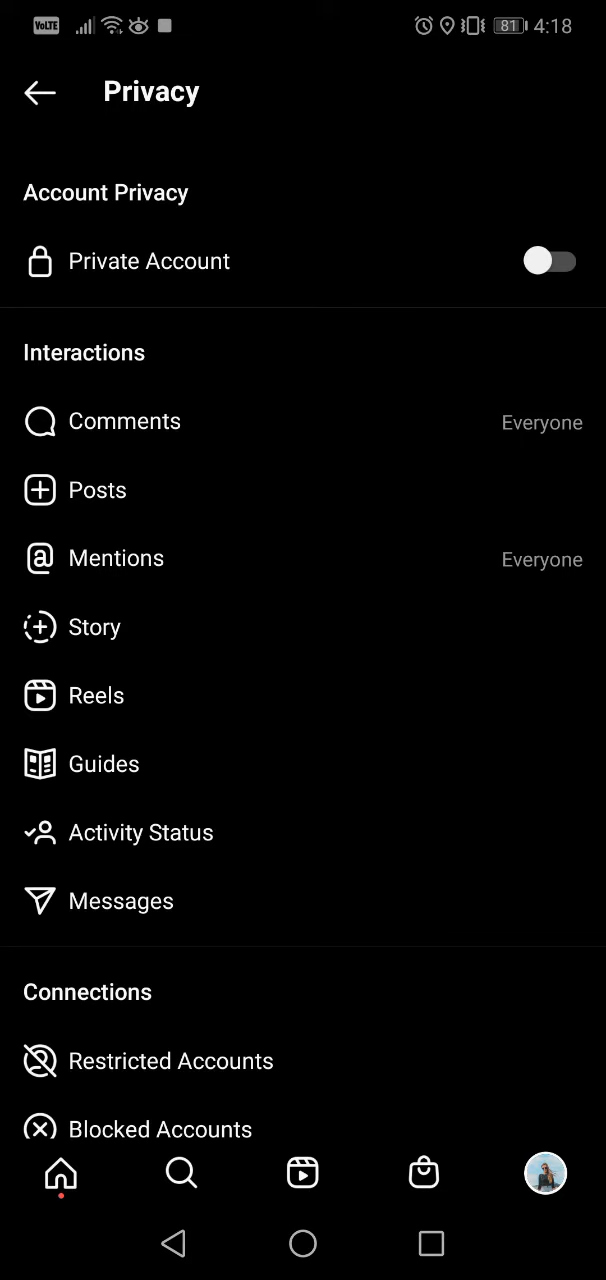 VoLTE 81 4:18
Privacy
Account Privacy
Private Account
Interactions
Comments Everyone
Posts
Mentions Everyone
Story
Reels
Guides
Activity Status
Messages
Connections
Restricted Accounts
Blocked Accounts